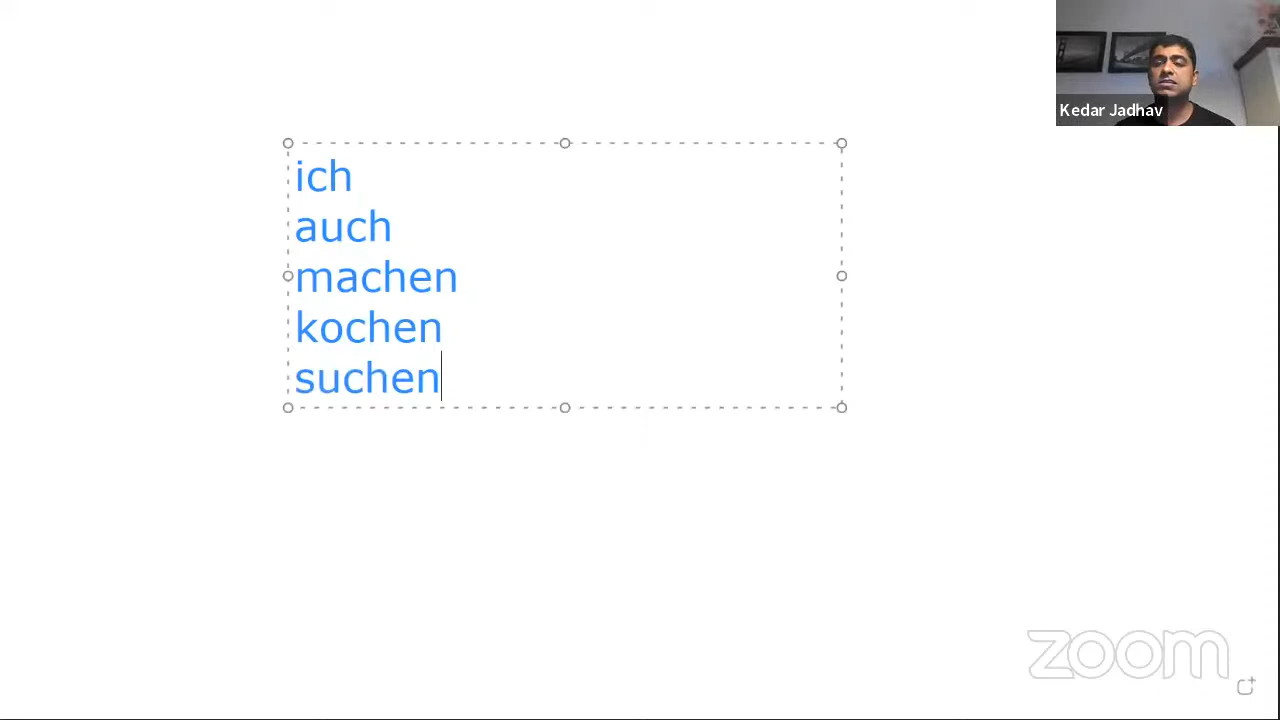 Kedar Jadhav
ich
auch
machen
kochen
suchen
zoom